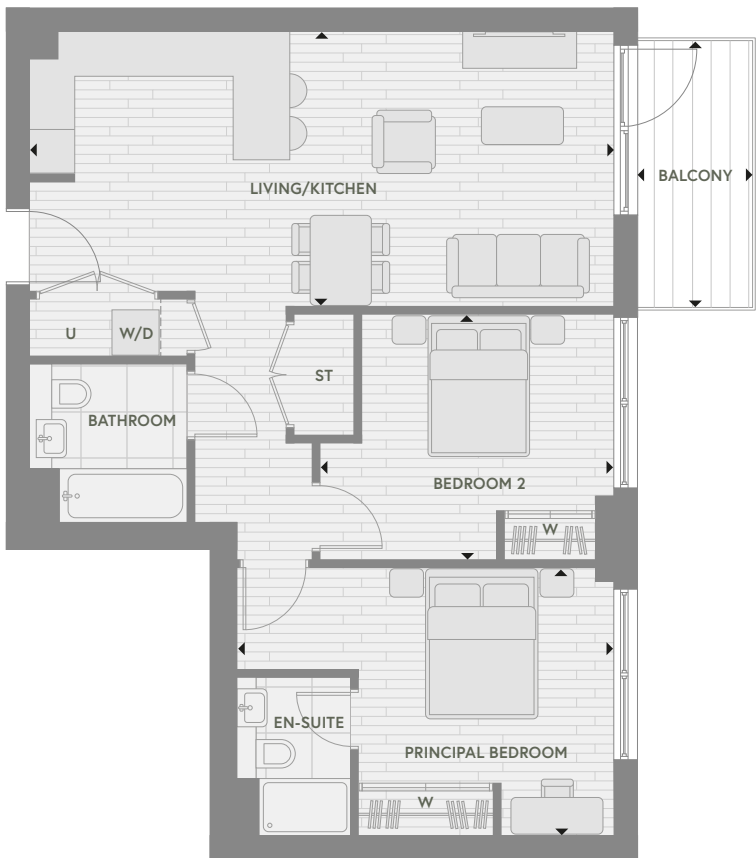 BALCONY
LIVING/KITCHEN
U
W/D
ST
BATHROOM
BEDROOM 2
W
EN-SUITE
PRINCIPAL BEDROOM
W